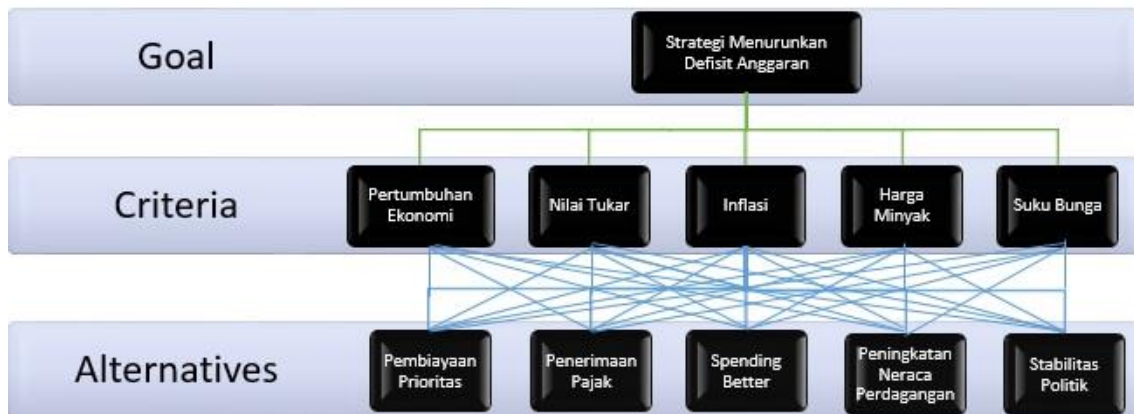 Goal
Strategi Menurunkan
Defisit Anggaran
Criteria
Pertumbuhan
Ekonomi
Nilai Tukar
Inflasi
Harga
Minyak
Suku Bunga
Alternatives
Pembiayaan
Prioritas
Penerimaan
Pajak
Spending
Better
Peningkatan
Neraca
Perdagangan
Stabilitas
Politik